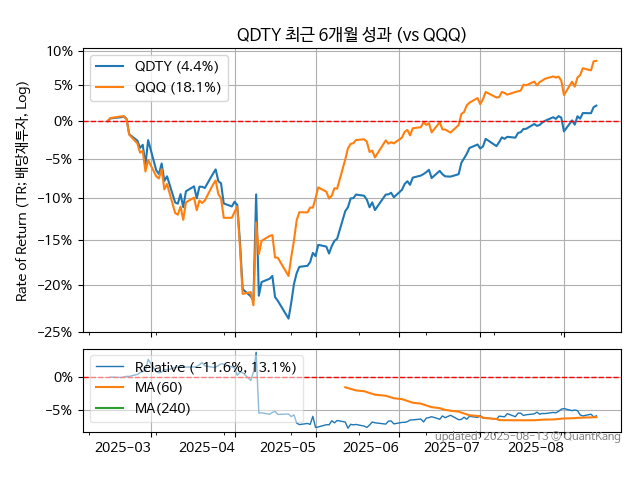 QDTY 최근 6개월 성과 (vs QQQ)
10%
5%
0%
−5%
−10%
−15%
−20%
−25%
Rate of Return (TR: 배당재투자, Log)
QDTY (4.4%)
QQQ (18.1%)
0%
−5%
Relative (−11.6%, 13.1%)
MA(60)
MA(240)
updated: 2025-08-13 © QuantKang
2025-03
2025-04
2025-05
2025-06
2025-07
2025-08